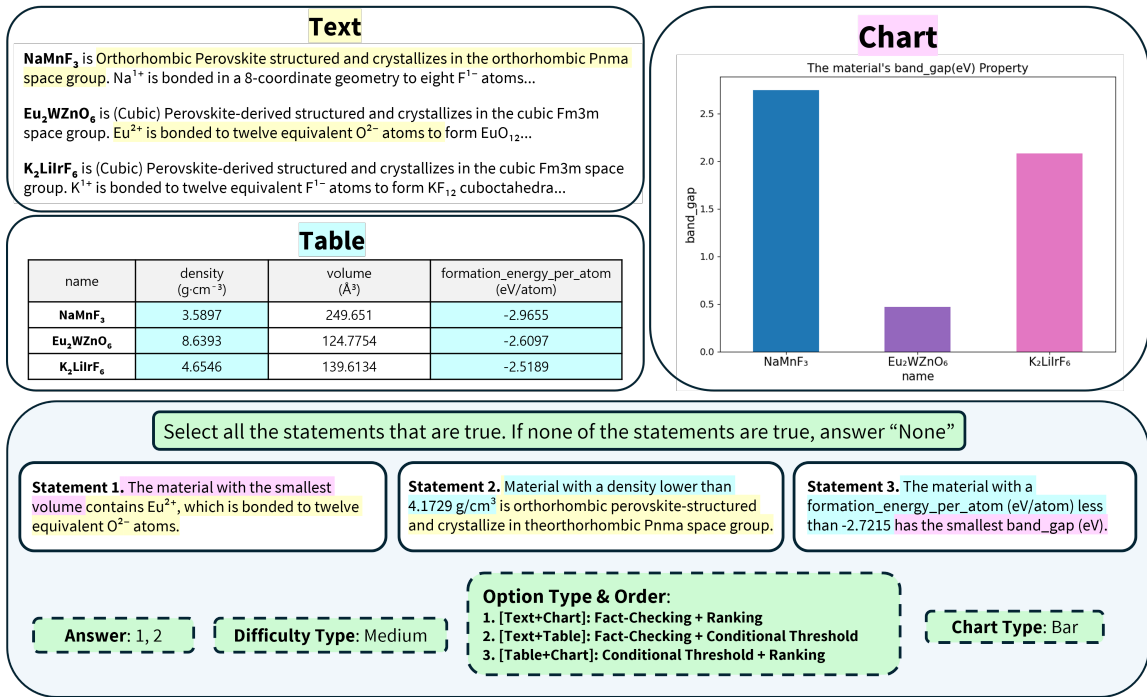 Text
NaMnF₃ is Orthorhombic Perovskite structured and crystallizes in the orthorhombic Pnma
space group. Na¹⁺ is bonded in a 8-coordinate geometry to eight F¹⁻ atoms...
Eu₂WZnO₆ is (Cubic) Perovskite-derived structured and crystallizes in the cubic Fm3m
space group. Eu²⁺ is bonded to twelve equivalent O²⁻ atoms to form EuO₁₂...
K₂LiIrF₆ is (Cubic) Perovskite-derived structured and crystallizes in the cubic Fm3m space
group. K¹⁺ is bonded to twelve equivalent F¹⁻ atoms to form KF₁₂ cuboctahedra...
Table
name density (g·cm⁻³) volume (Å³) formation_energy_per_atom (eV/atom)
NaMnF₃ 3.5897 249.651 -2.9655
Eu₂WZnO₆ 8.6393 124.7754 -2.6097
K₂LiIrF₆ 4.6546 139.6134 -2.5189
Chart
The material's band_gap(eV) Property
band_gap
2.5
2.0
1.5
1.0
0.5
0.0
NaMnF₃ Eu₂WZnO₆ K₂LiIrF₆
name
Select all the statements that are true. If none of the statements are true, answer “None”
Statement 1. The material with the smallest
volume contains Eu²⁺, which is bonded to twelve
equivalent O²⁻ atoms.
Statement 2. Material with a density lower than
4.1729 g/cm³ is orthorhombic perovskite-structured
and crystallize in theorthorhombic Pnma space group.
Statement 3. The material with a
formation_energy_per_atom (eV/atom) less
than -2.7215 has the smallest band_gap (eV).
Answer: 1, 2
Difficulty Type: Medium
Option Type & Order:
1. [Text+Chart]: Fact-Checking + Ranking
2. [Text+Table]: Fact-Checking + Conditional Threshold
3. [Table+Chart]: Conditional Threshold + Ranking
Chart Type: Bar